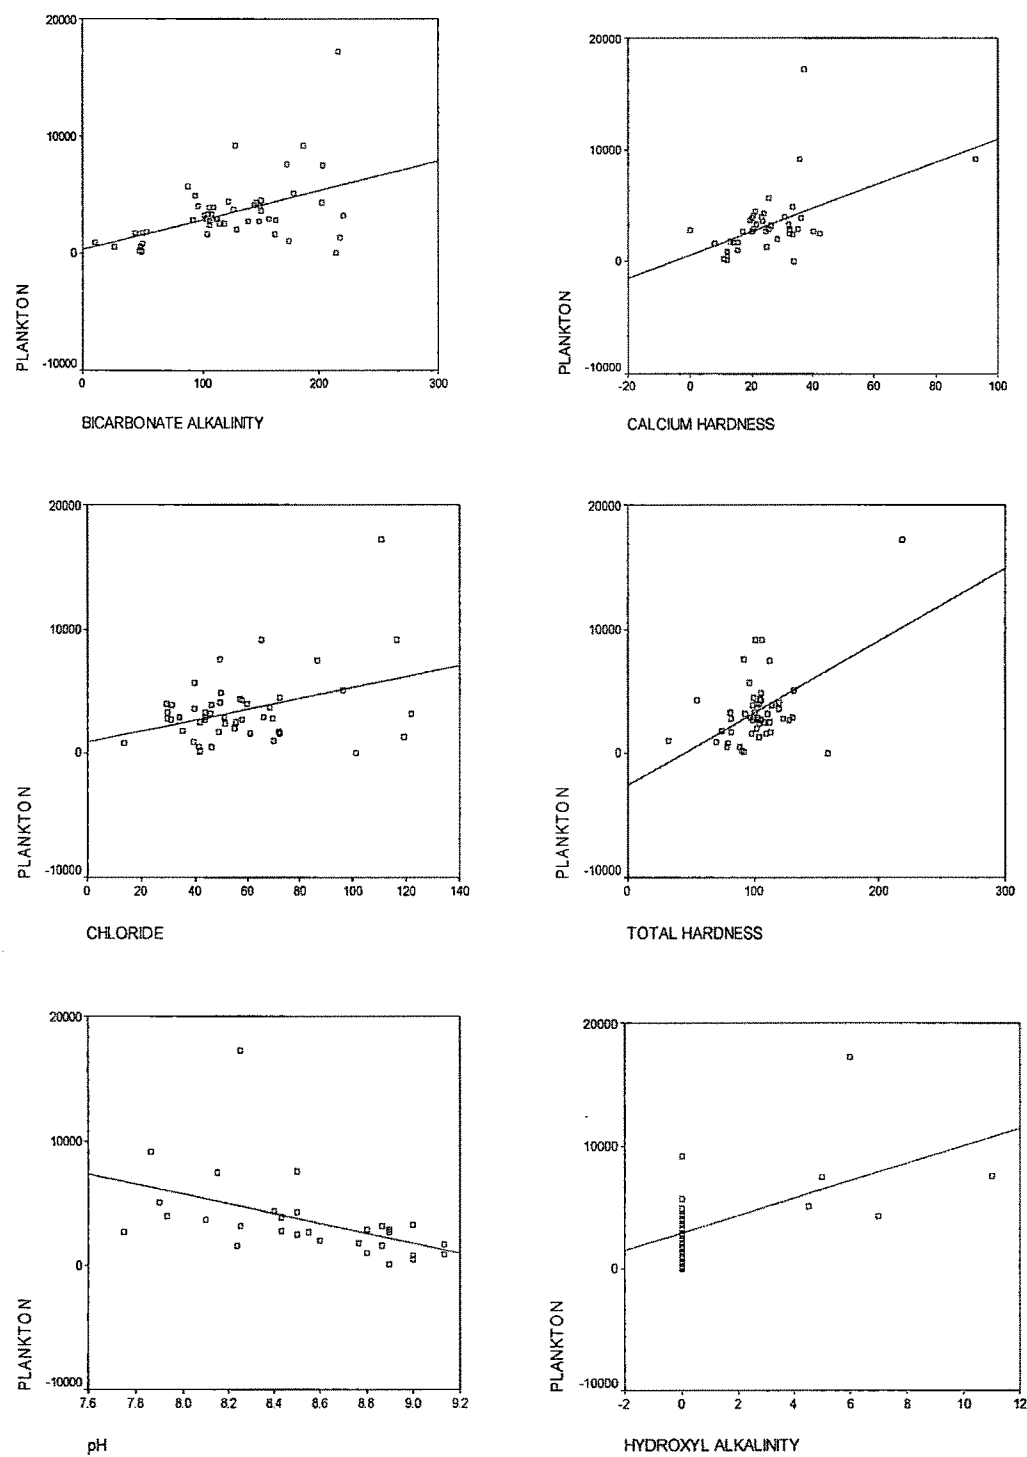 20000
10000
0
-10000
PLANKTON
0 100 200 300
BICARBONATE ALKALINITY
20000
10000
0
-10000
PLANKTON
-20 0 20 40 60 80 100
CALCIUM HARDNESS
20000
10000
0
-10000
PLANKTON
0 20 40 60 80 100 120 140
CHLORIDE
20000
10000
0
-10000
PLANKTON
0 100 200 300
TOTAL HARDNESS
20000
10000
0
-10000
PLANKTON
7.6 7.8 8.0 8.2 8.4 8.6 8.8 9.0 9.2
pH
20000
10000
0
-10000
PLANKTON
-2 0 2 4 6 8 10 12
HYDROXYL ALKALINITY